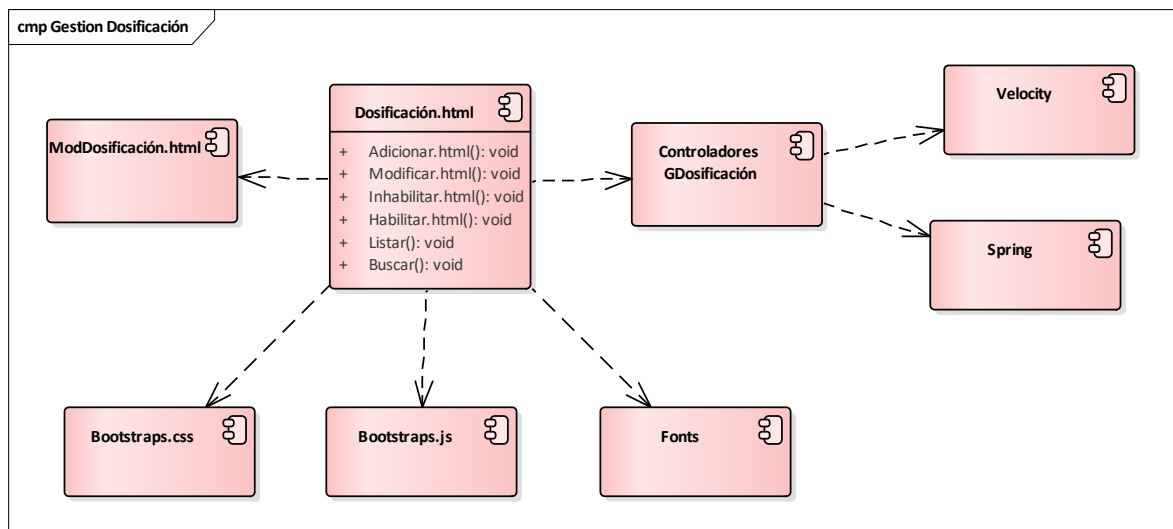 cmp Gestion Dosificación
Dosificación.html
+ Adicionar.html(): void
+ Modificar.html(): void
+ Inhabilitar.html(): void
+ Habilitar.html(): void
+ Listar(): void
+ Buscar(): void
ModDosificación.html
Controladores
GDosificación
Velocity
Spring
Bootstraps.css
Bootstraps.js
Fonts